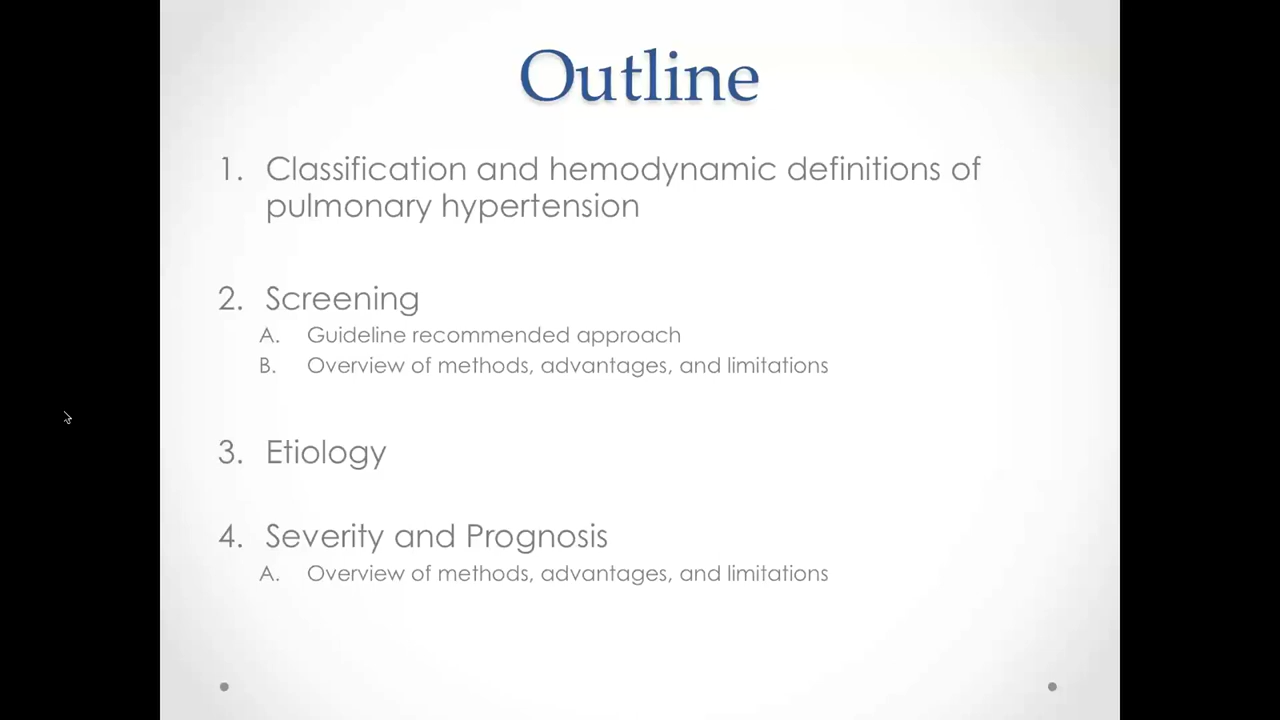 Outline
1. Classification and hemodynamic definitions of
pulmonary hypertension
2. Screening
A. Guideline recommended approach
B. Overview of methods, advantages, and limitations
3. Etiology
4. Severity and Prognosis
A. Overview of methods, advantages, and limitations